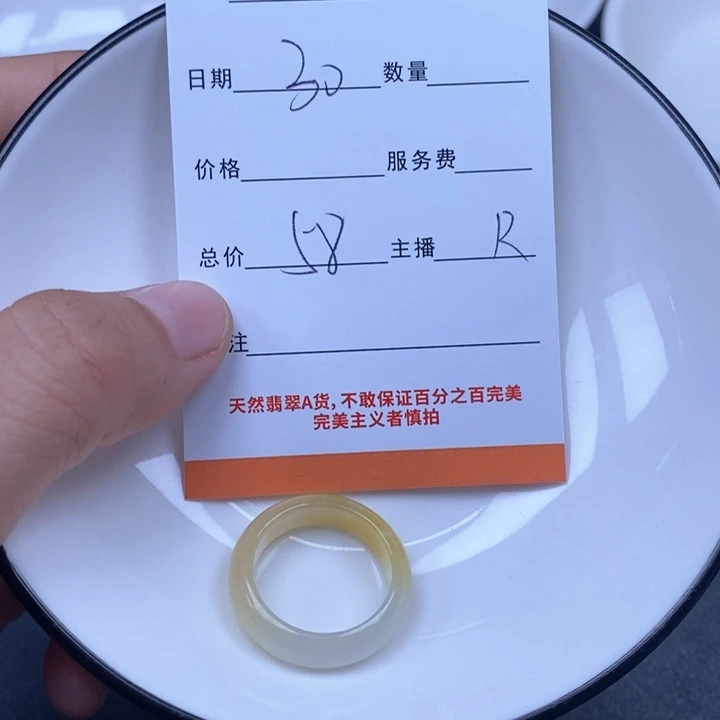 日期 30 数量
价格 服务费
总价 58 主播 R
注
天然翡翠A货,不敢保证百分之百完美
完美主义者慎拍